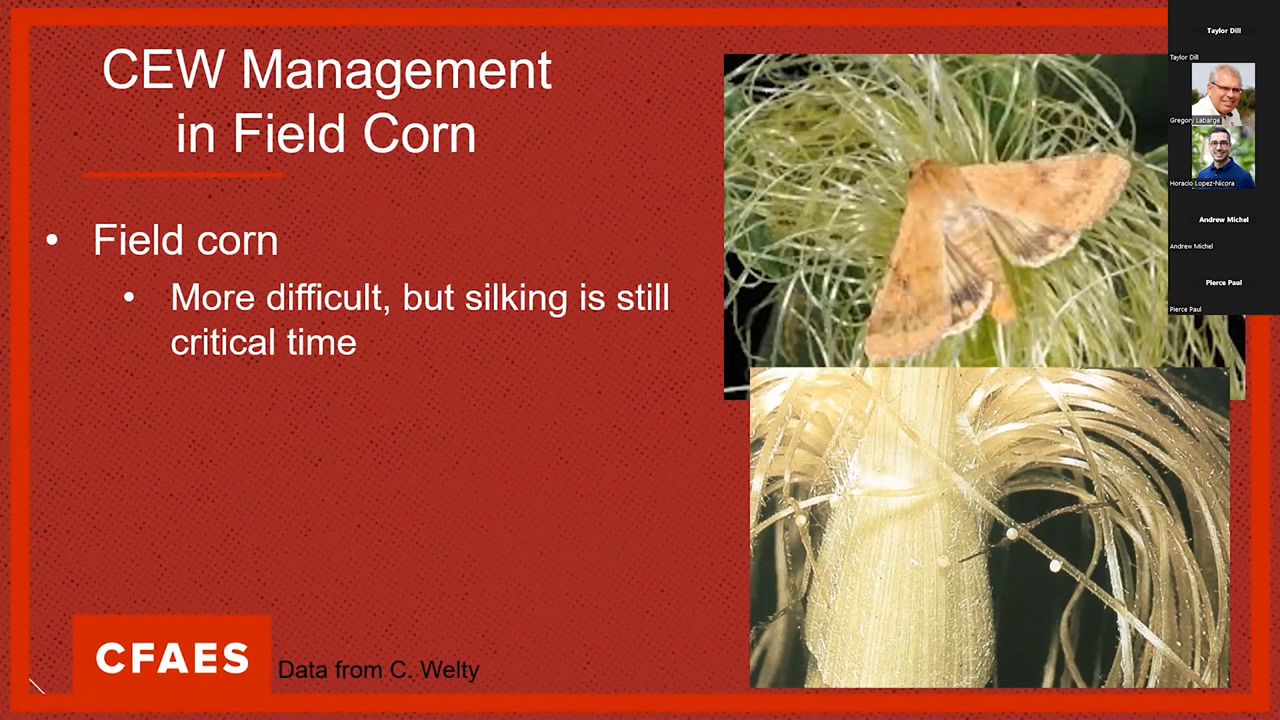 CEW Management
in Field Corn
• Field corn
• More difficult, but silking is still
critical time
CFAES
Data from C. Welty
Taylor Dill
Taylor Dill
Gregory Labarge
Horacio Lopez-Nicora
Andrew Michel
Andrew Michel
Pierce Paul
Pierce Paul